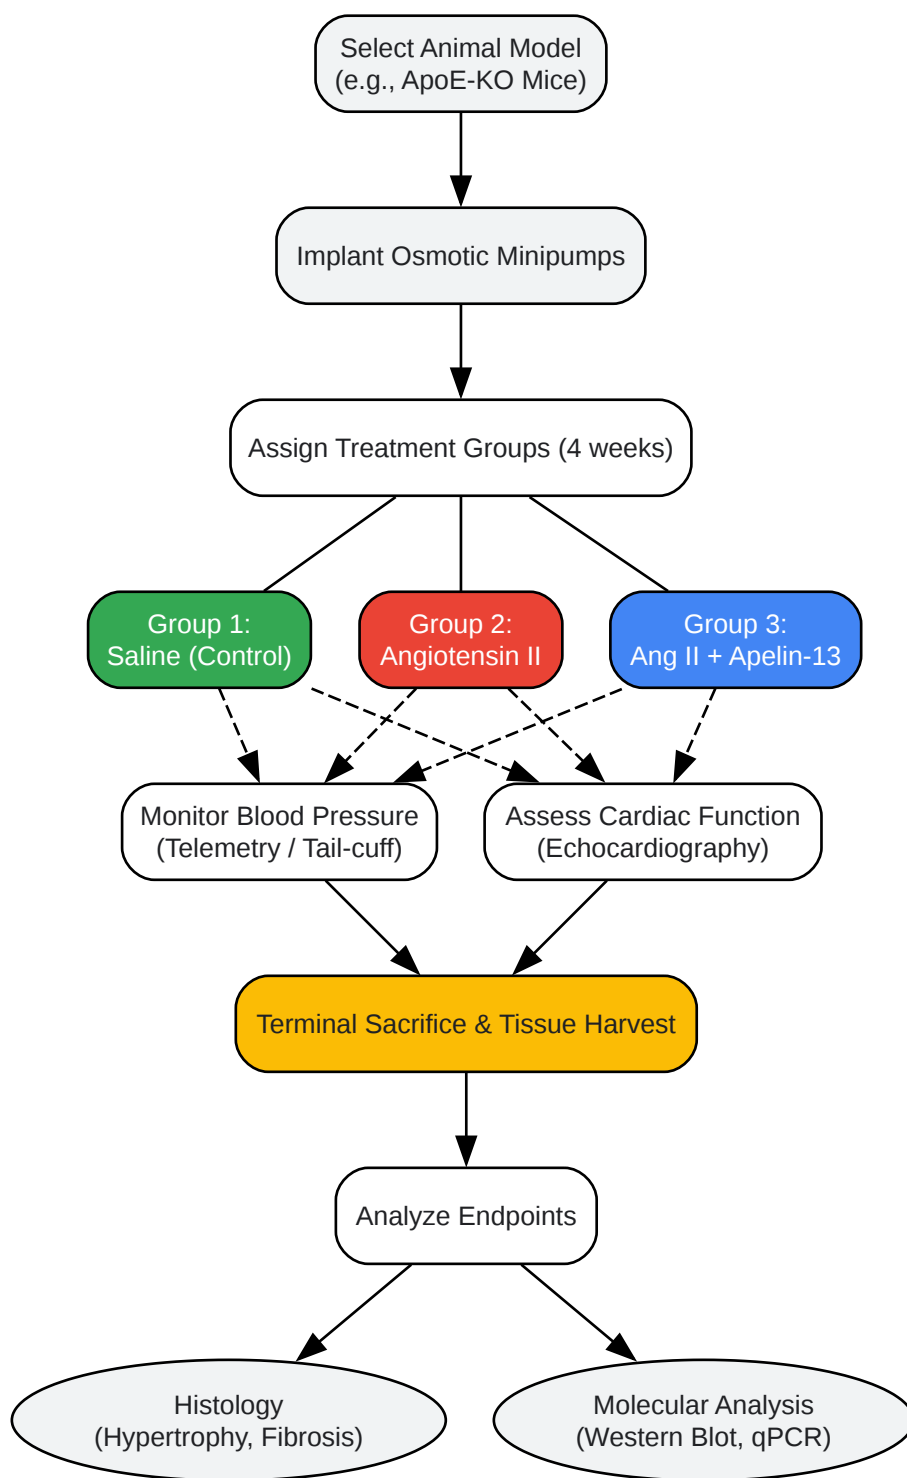 Select Animal Model
(e.g., ApoE-KO Mice)
Implant Osmotic Minipumps
Assign Treatment Groups (4 weeks)
Group 1:
Saline (Control)
Group 2:
Angiotensin II
Group 3:
Ang II + Apelin-13
Monitor Blood Pressure
(Telemetry / Tail-cuff)
Assess Cardiac Function
(Echocardiography)
Terminal Sacrifice & Tissue Harvest
Analyze Endpoints
Histology
(Hypertrophy, Fibrosis)
Molecular Analysis
(Western Blot, qPCR)